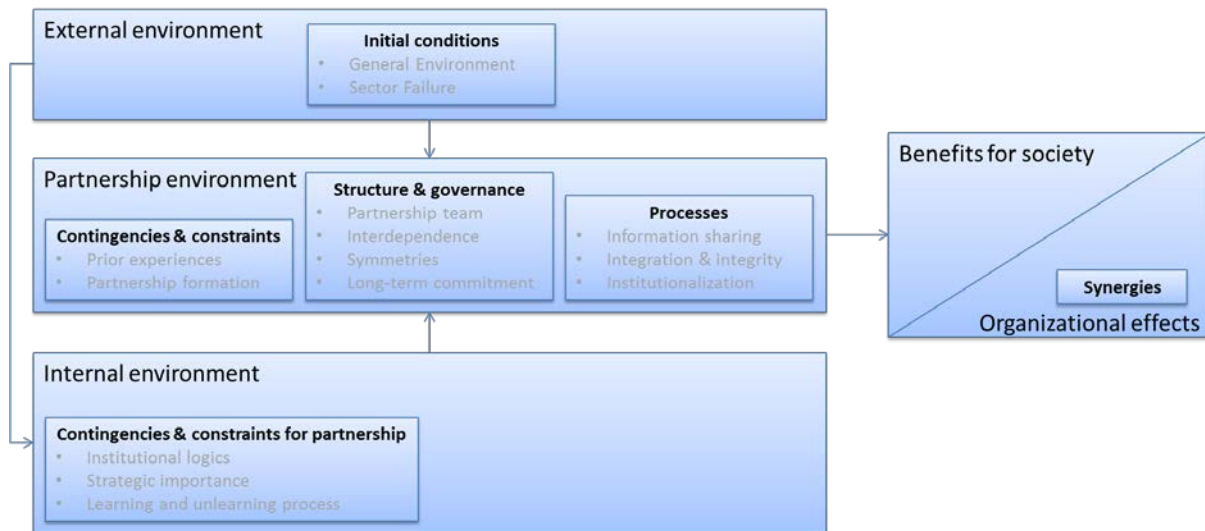 External environment
Initial conditions
• General Environment
• Sector Failure
Partnership environment
Contingencies & constraints
• Prior experiences
• Partnership formation
Structure & governance
• Partnership team
• Interdependence
• Symmetries
• Long-term commitment
Processes
• Information sharing
• Integration & integrity
• Institutionalization
Benefits for society
Synergies
Organizational effects
Internal environment
Contingencies & constraints for partnership
• Institutional logics
• Strategic importance
• Learning and unlearning process